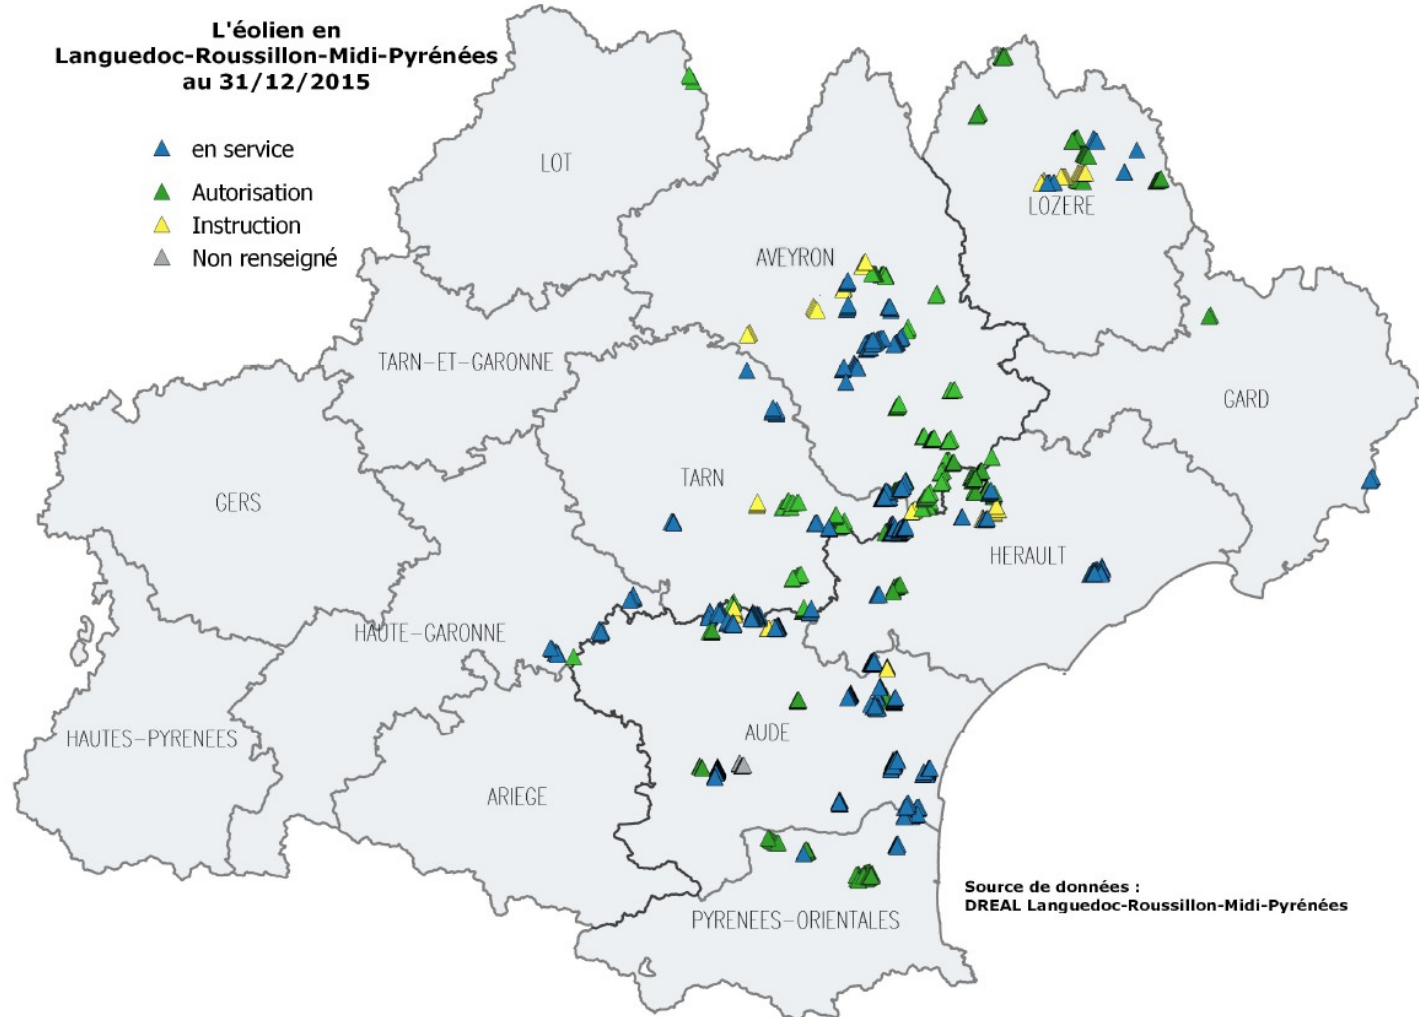 L'éolien en
Languedoc-Roussillon-Midi-Pyrénées
au 31/12/2015
en service
Autorisation
Instruction
Non renseigné
LOT
LOZERE
AVEYRON
TARN-ET-GARONNE
GARD
TARN
GERS
HERAULT
HAUTE-GARONNE
AUDE
HAUTES-PYRENEES
ARIEGE
Source de données :
DREAL Languedoc-Roussillon-Midi-Pyrénées
PYRENEES-ORIENTALES